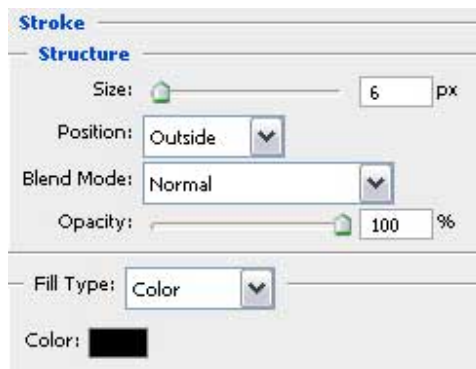 Stroke
Structure
Size: 6 px
Position: Outside
Blend Mode: Normal
Opacity: 100 %
Fill Type: Color
Color: